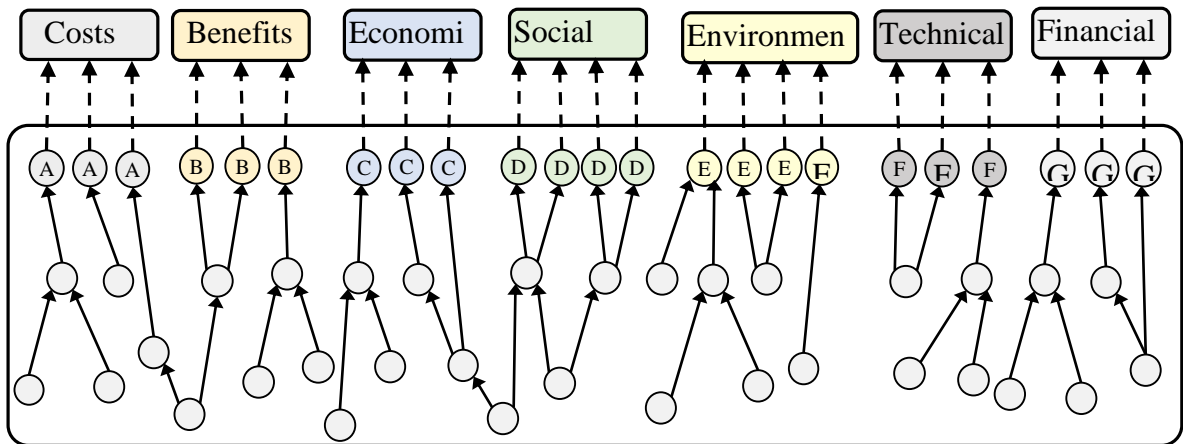 Costs
Benefits
Economi
Social
Environmen
Technical
Financial
A A A B B B C C C D D D D E E E E F F F G G G